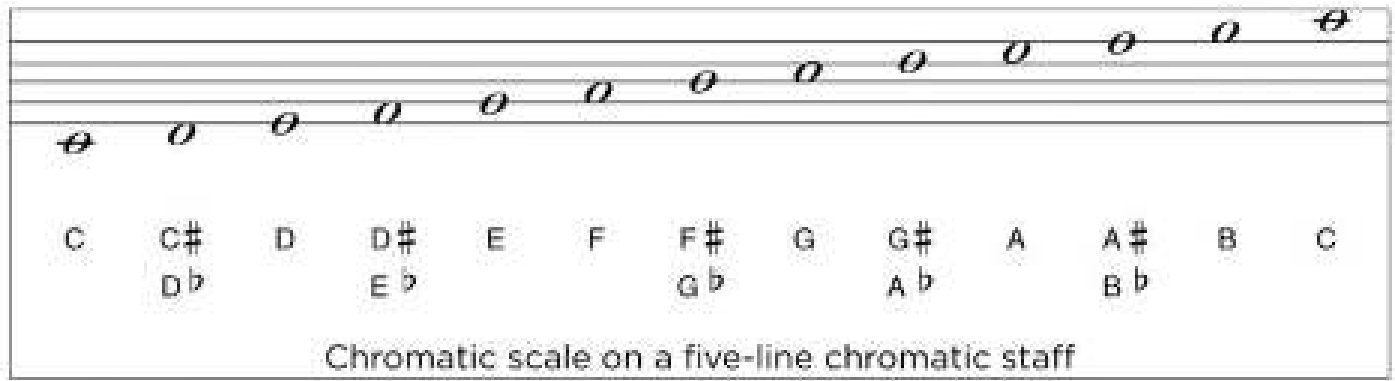 C C♯ D D♯ E F F♯ G G♯ A A♯ B C
D♭ E♭ G♭ A♭ B♭
Chromatic scale on a five-line chromatic staff